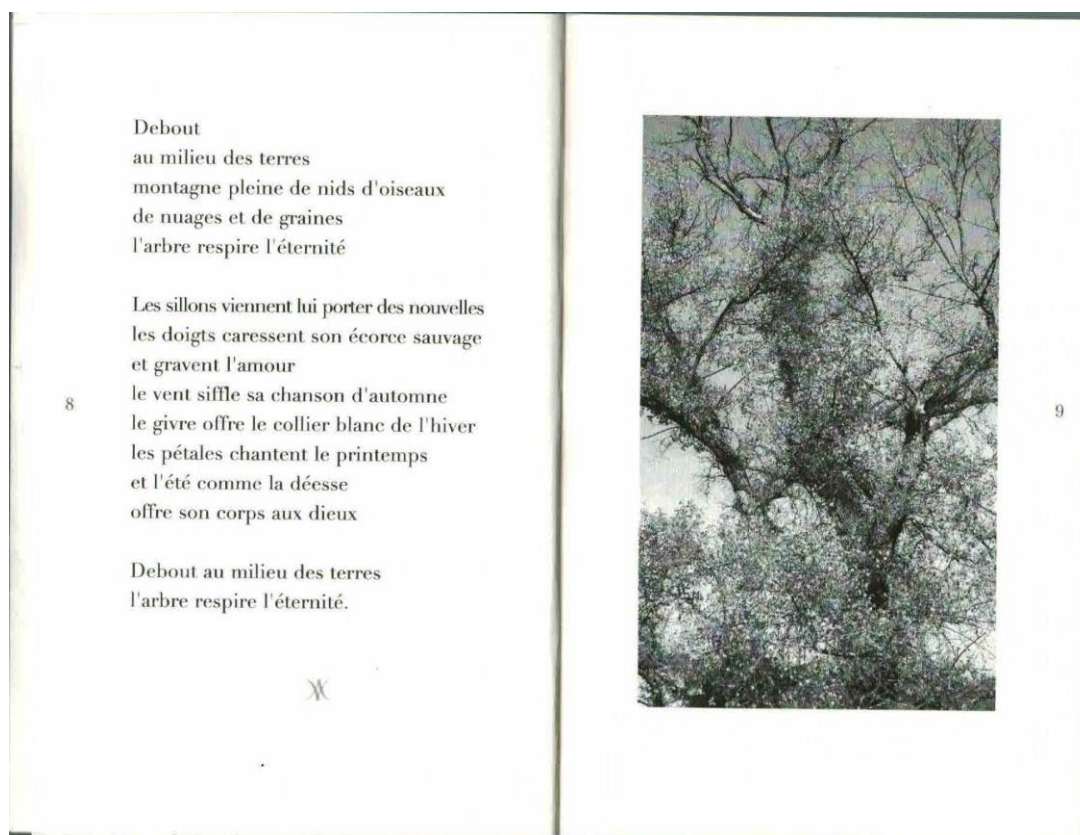 Debout
au milieu des terres
montagne pleine de nids d'oiseaux
de nuages et de graines
l'arbre respire l'éternité
Les sillons viennent lui porter des nouvelles
les doigts caressent son écorce sauvage
et gravent l'amour
le vent siffle sa chanson d'automne
le givre offre le collier blanc de l'hiver
les pétales chantent le printemps
et l'été comme la déesse
offre son corps aux dieux
Debout au milieu des terres
l'arbre respire l'éternité.
8
9